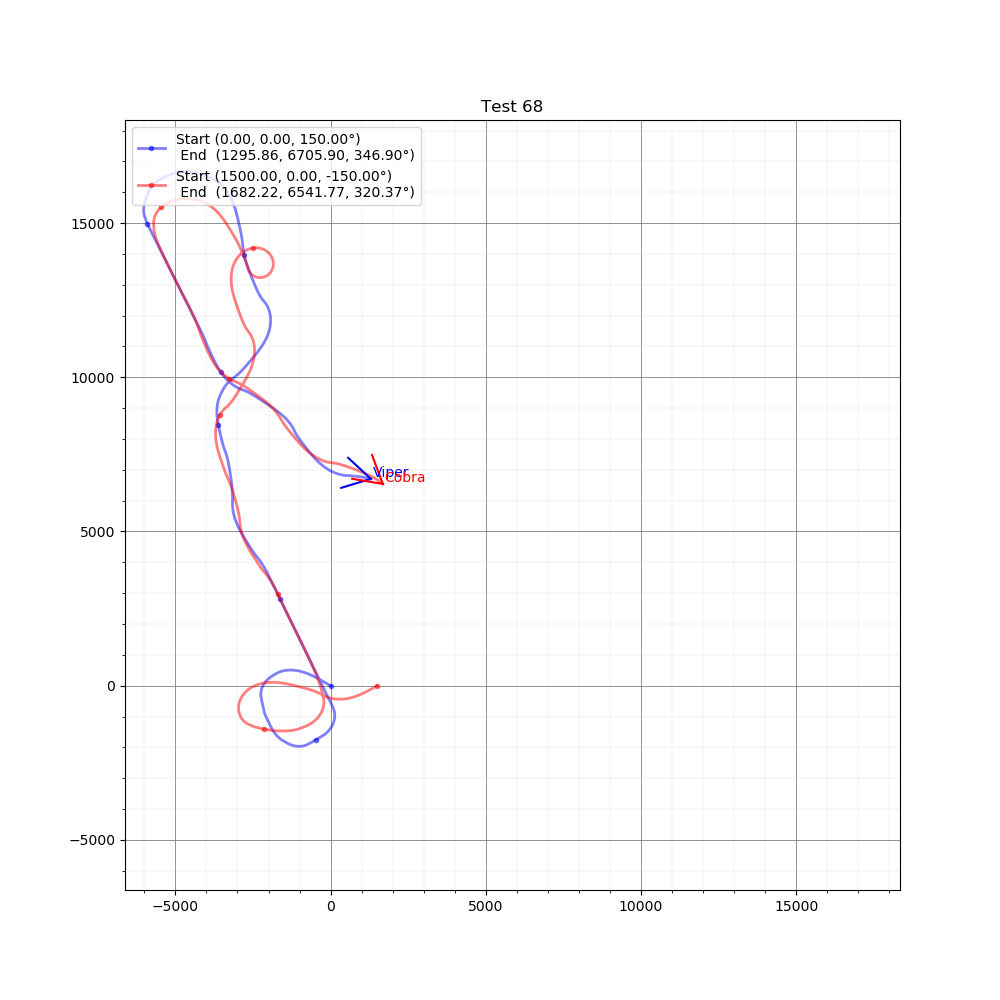 Test 68
Start (0.00, 0.00, 150.00°)
End (1295.86, 6705.90, 346.90°)
Start (1500.00, 0.00, -150.00°)
End (1682.22, 6541.77, 320.37°)
15000
10000
5000
0
−5000
Viper
Cobra
−5000 0 5000 10000 15000